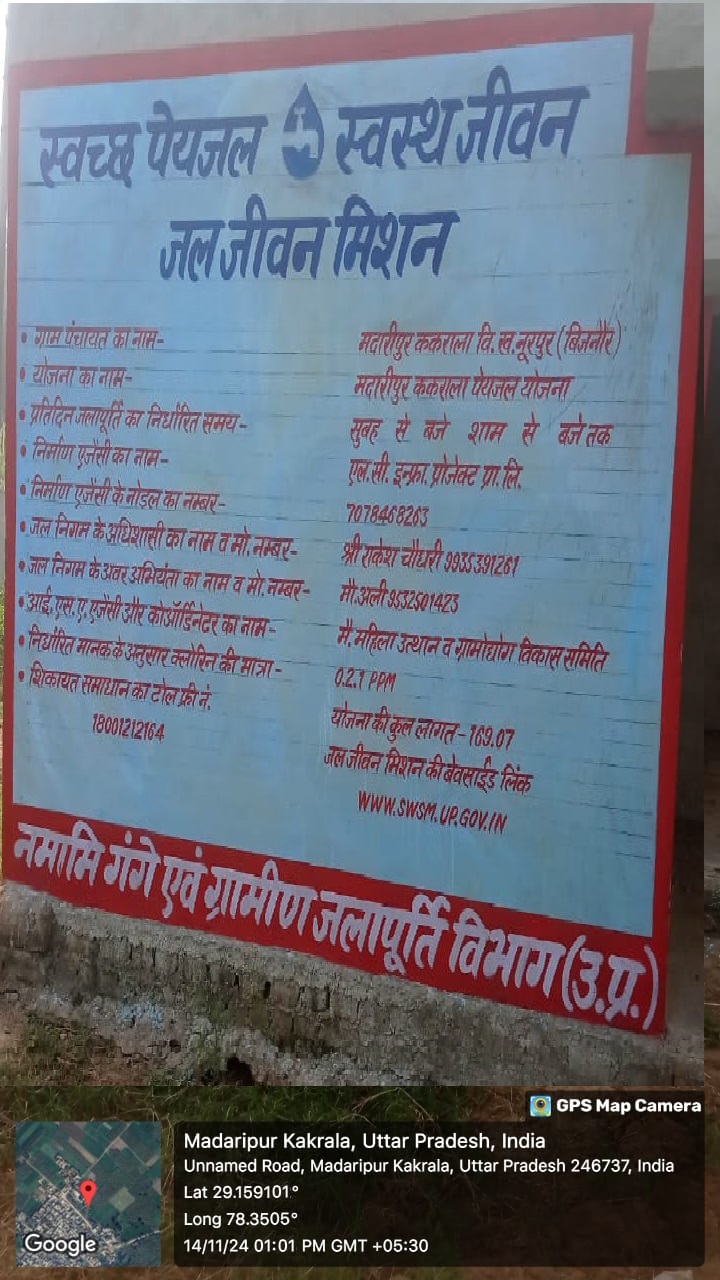 स्वच्छ पेयजल स्वस्थ जीवन
जल जीवन मिशन
• ग्राम पंचायत का नाम- मदारीपुर ककराला वि. ख. नूरपुर (बिजनौर)
• योजना का नाम- मदारीपुर ककराला पेयजल योजना
• प्रतिदिन जलापूर्ति का निर्धारित समय- सुबह से बजे शाम से बजे तक
• निर्माण एजेंसी का नाम- एल.सी. इन्फ्रा प्रोजेक्ट प्रा. लि.
• निर्माण एजेंसी के नोडल का नम्बर- 7078468263
• जल निगम के अधिशासी का नाम व मो. नम्बर- श्री राकेश चौधरी 9935391261
• जल निगम के अवर अभियंता का नाम व मो. नम्बर- मौ. अली 9532501423
• आई. एस. ए. एजेंसी और कोऑर्डिनेटर का नाम- मै. महिला उत्थान व ग्रामोद्योग विकास समिति
• निर्धारित मानक के अनुसार क्लोरिन की मात्रा- 0.2.1 PPM
• शिकायत समाधान का टोल फ्री नं.
18001212164
योजना की कुल लागत- 169.07
जल जीवन मिशन की बेवसाईड लिंक
WWW.SWSM.UP.GOV.IN
नमामि गंगे एवं ग्रामीण जलापूर्ति विभाग (उ.प्र.)
GPS Map Camera
Madaripur Kakrala, Uttar Pradesh, India
Unnamed Road, Madaripur Kakrala, Uttar Pradesh 246737, India
Lat 29.159101°
Long 78.3505°
14/11/24 01:01 PM GMT +05:30
Google